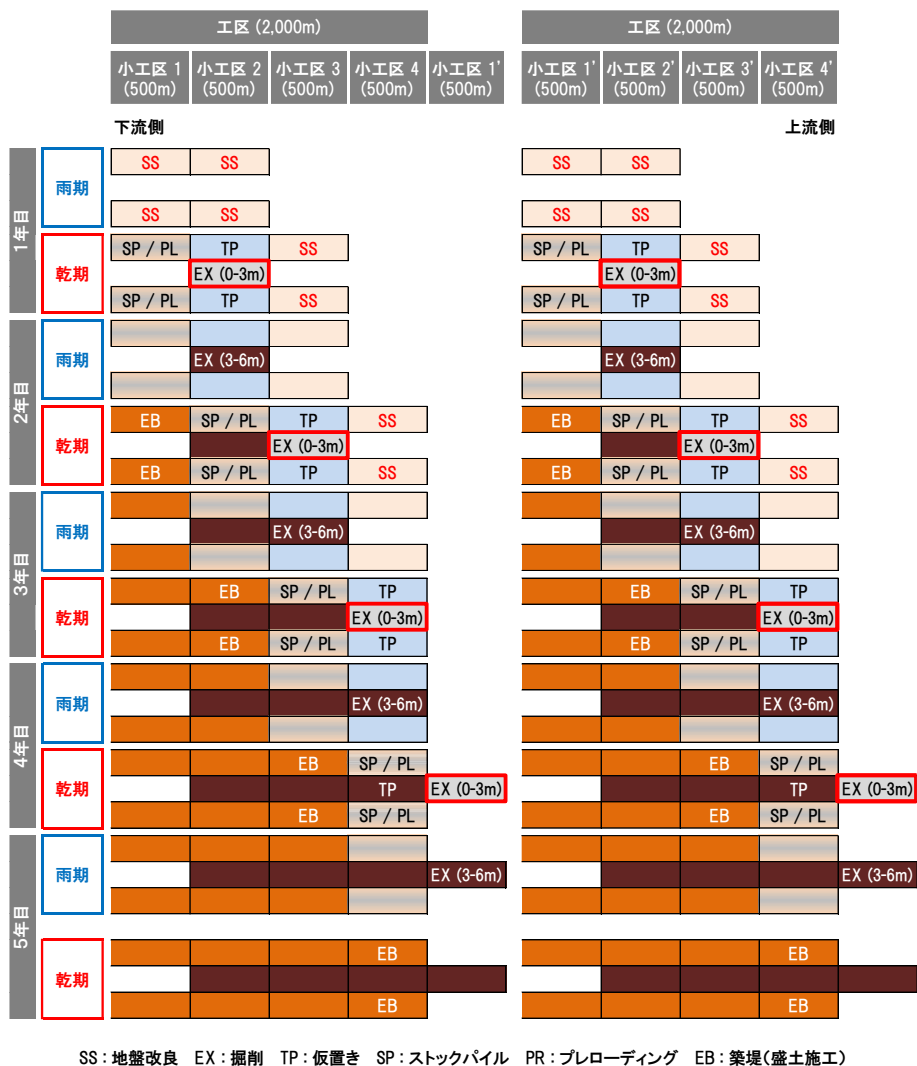 工区 (2,000m) 工区 (2,000m)
小工区 1 (500m) 小工区 2 (500m) 小工区 3 (500m) 小工区 4 (500m) 小工区 1' (500m) 小工区 1' (500m) 小工区 2' (500m) 小工区 3' (500m) 小工区 4' (500m)
下流側 上流側
1年目
雨期
SS SS SS SS
SS SS SS SS
乾期
SP / PL TP SS SP / PL TP SS
EX (0-3m) EX (0-3m)
SP / PL TP SS SP / PL TP SS
2年目
雨期
EX (3-6m) EX (3-6m)
乾期
EB SP / PL TP SS EB SP / PL TP SS
EX (0-3m) EX (0-3m)
EB SP / PL TP SS EB SP / PL TP SS
3年目
雨期
EX (3-6m) EX (3-6m)
乾期
EB SP / PL TP EB SP / PL TP
EX (0-3m) EX (0-3m)
EB SP / PL TP EB SP / PL TP
4年目
雨期
EX (3-6m) EX (3-6m)
乾期
EB SP / PL EB SP / PL
TP EX (0-3m) TP EX (0-3m)
EB SP / PL EB SP / PL
5年目
雨期
EX (3-6m) EX (3-6m)
乾期
EB EB
EB EB
SS：地盤改良 EX：掘削 TP：仮置き SP：ストックパイル PR：プレローディング EB：築堤(盛土施工)